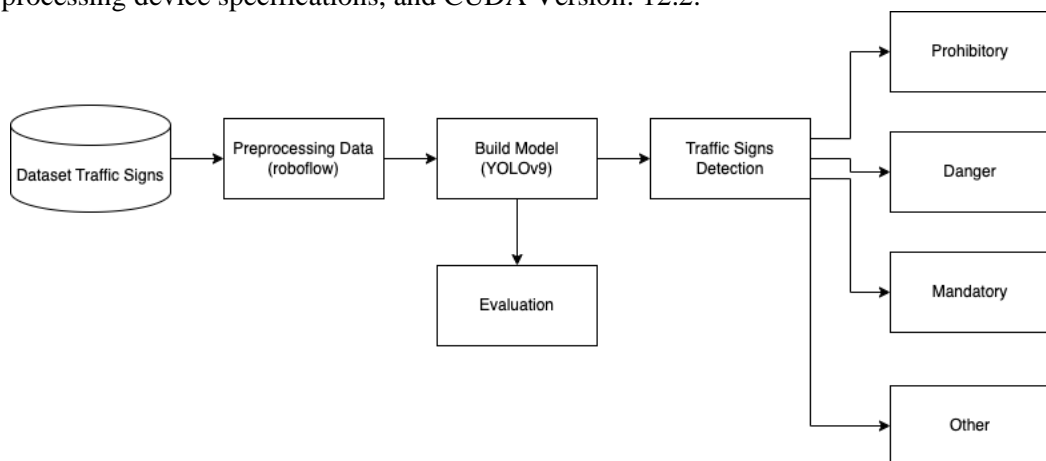 processing device specifications, and CUDA Version: 12.2.
Prohibitory
Dataset Traffic Signs
Preprocessing Data
(roboflow)
Build Model
(YOLOv9)
Traffic Signs
Detection
Danger
Evaluation
Mandatory
Other